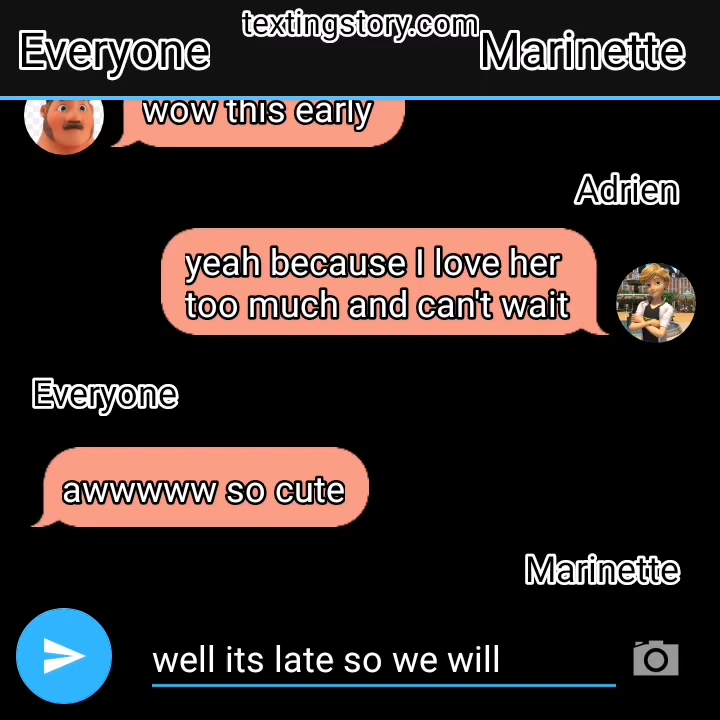 textingstory.com
Everyone
Marinette
wow this early
Adrien
yeah because I love her
too much and can't wait
Everyone
awwwww so cute
Marinette
well its late so we will